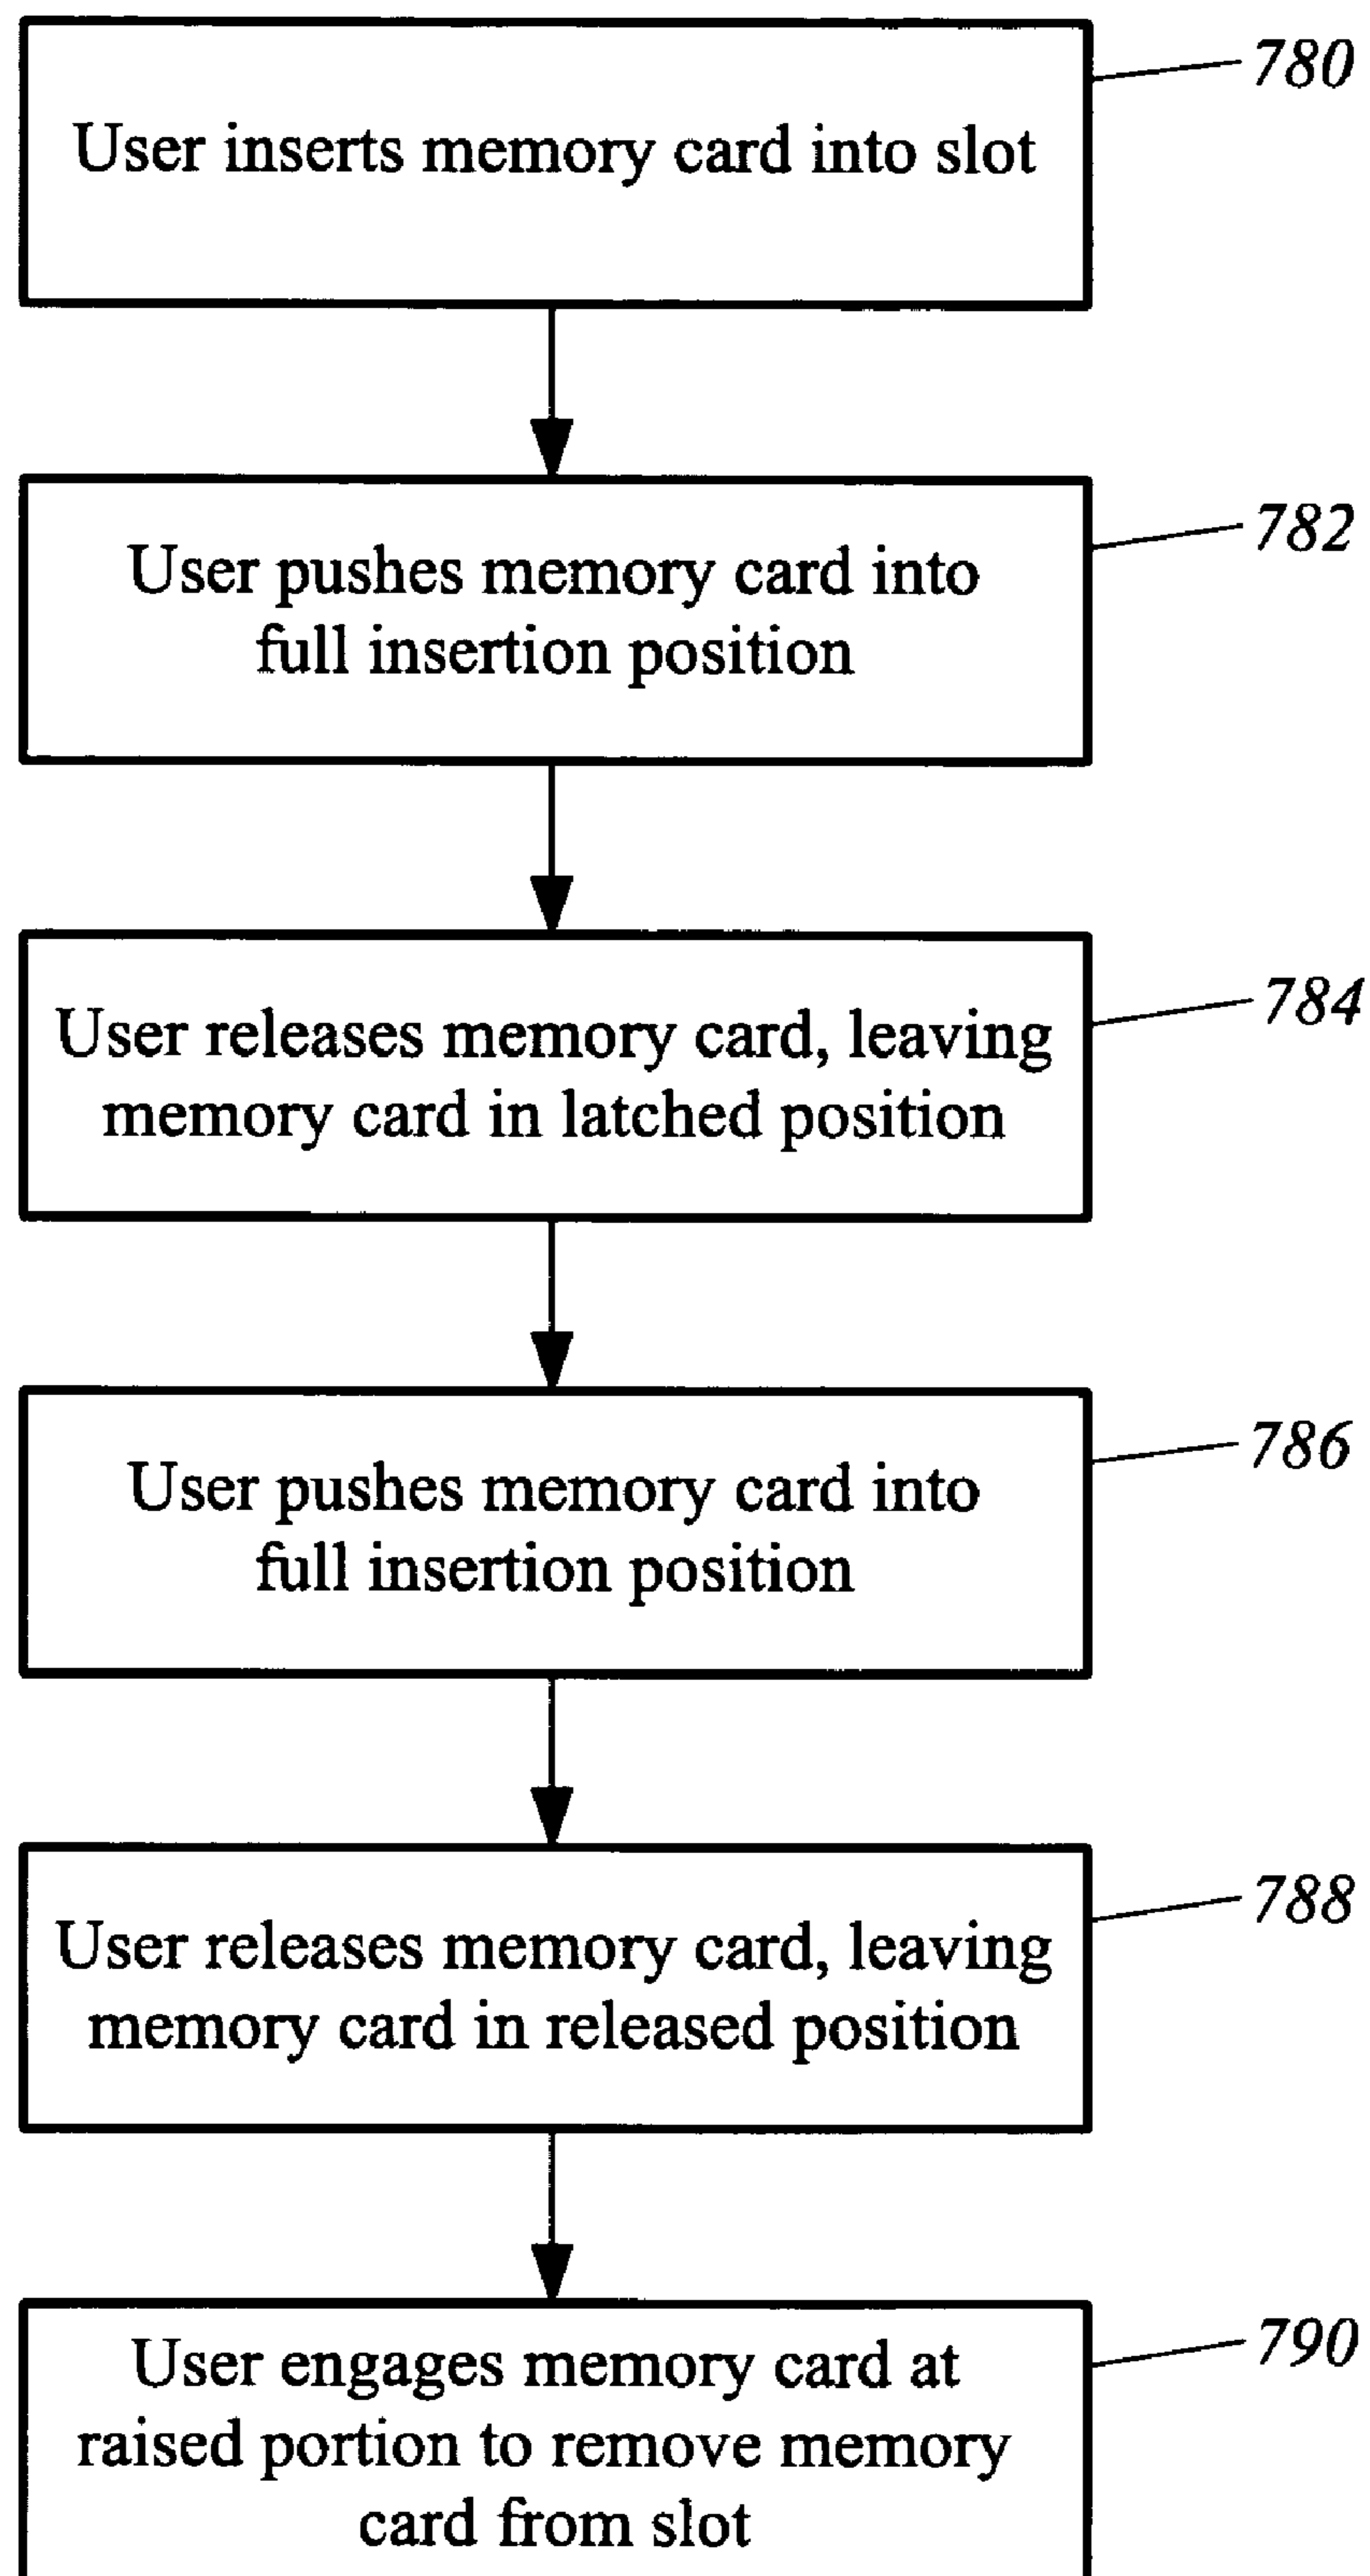 780
User inserts memory card into slot
782
User pushes memory card into
full insertion position
784
User releases memory card, leaving
memory card in latched position
786
User pushes memory card into
full insertion position
788
User releases memory card, leaving
memory card in released position
790
User engages memory card at
raised portion to remove memory
card from slot